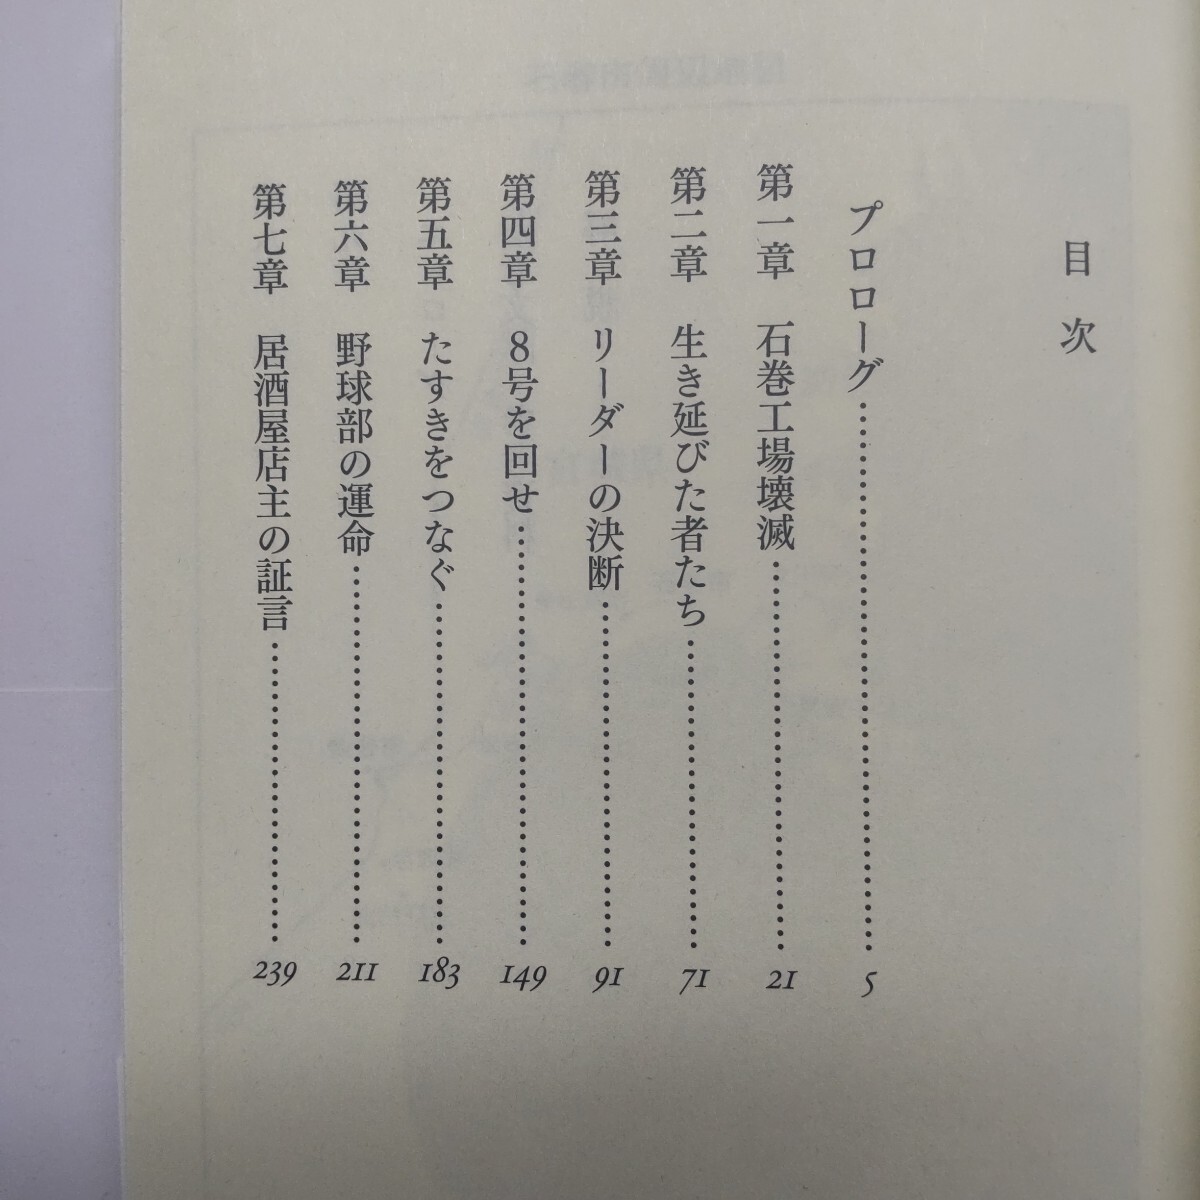 目次
プロローグ……………………………5
第一章 石巻工場壊滅……………………………21
第二章 生き延びた者たち……………………………71
第三章 リーダーの決断……………………………91
第四章 8号を回せ……………………………149
第五章 たすきをつなぐ……………………………183
第六章 野球部の運命……………………………211
第七章 居酒屋店主の証言……………………………239